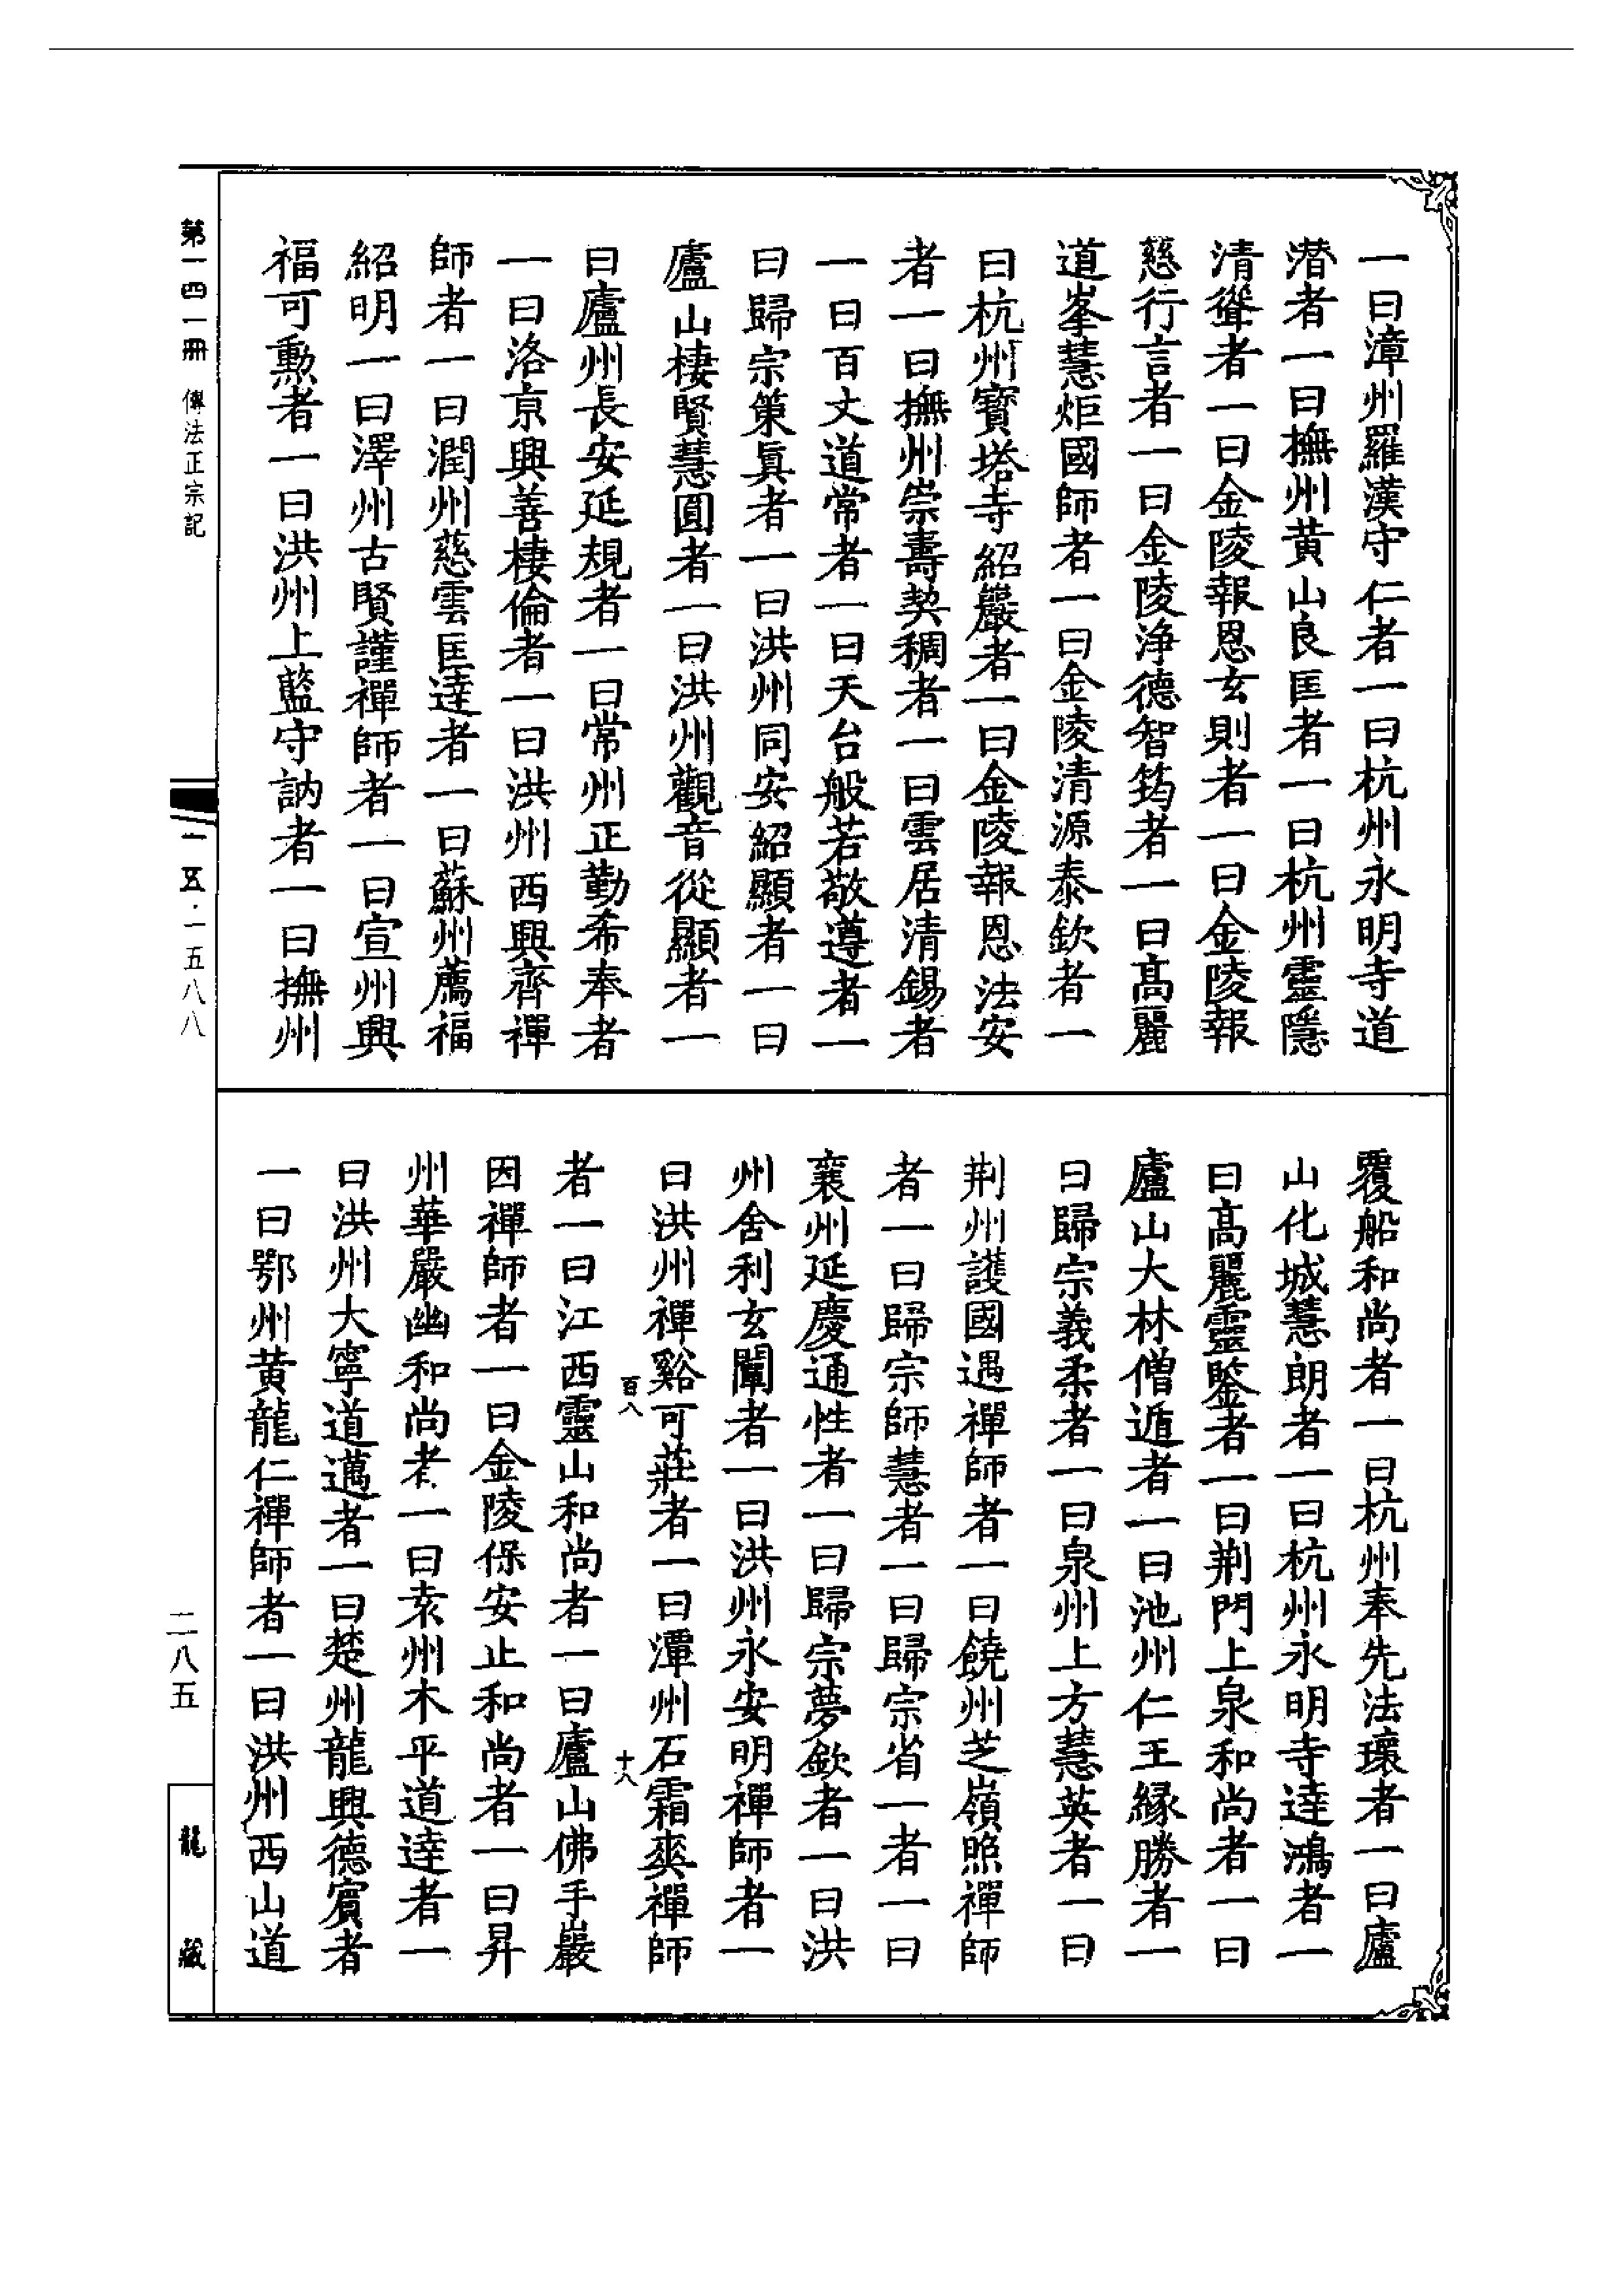 一曰漳州羅漢守仁者一曰杭州永明寺道
潛者一曰撫州黃山良匡者一曰杭州靈隱
清聳者一曰金陵報恩玄則者一曰金陵報
慈行言者一曰金陵淨德智筠者一曰高麗
道峯慧炬國師者一曰金陵清源泰欽者一
曰杭州寶塔寺紹巖者一曰金陵報恩法安
者一曰撫州崇壽契稠者一曰雲居清錫者
一曰百丈道常者一曰天台般若敬遵者一
曰歸宗策眞者一曰洪州同安紹顯者一曰
廬山棲賢慧圓者一曰洪州觀音從顯者一
曰廬州長安延規者一曰常州正勤希奉者
一曰洛京興善棲倫者一曰洪州西興齊禪
師者一曰潤州慈雲匡達者一曰蘇州薦福
紹明一曰澤州古賢謹禪師者一曰宣州興
福可勳者一曰洪州上藍守訥者一曰撫州
覆船和尚者一曰杭州奉先法瓌者一曰廬
山化城慧朗者一曰杭州永明寺達鴻者一
曰高麗靈鑒者一曰荆門上泉和尚者一曰
廬山大林僧遁者一曰池州仁王緣勝者一
曰歸宗義柔者一曰泉州上方慧英者一曰
荆州護國遇禪師者一曰饒州芝嶺照禪師
者一曰歸宗師慧者一曰歸宗省一者一曰
襄州延慶通性者一曰歸宗夢欽者一曰洪
州舍利玄闡者一曰洪州永安明禪師者一
曰洪州禪谿可莊者一曰潭州石霜爽禪師
百八 十八
者一曰江西靈山和尚者一曰廬山佛手巖
因禪師者一曰金陵保安止和尚者一曰昇
州華嚴幽和尚者一曰袁州木平道達者一
曰洪州大寧道邁者一曰楚州龍興德賓者
一曰鄂州黃龍仁禪師者一曰洪州西山道
第一四一冊 傳法正宗記
一五·一五八八
二八五
龍藏